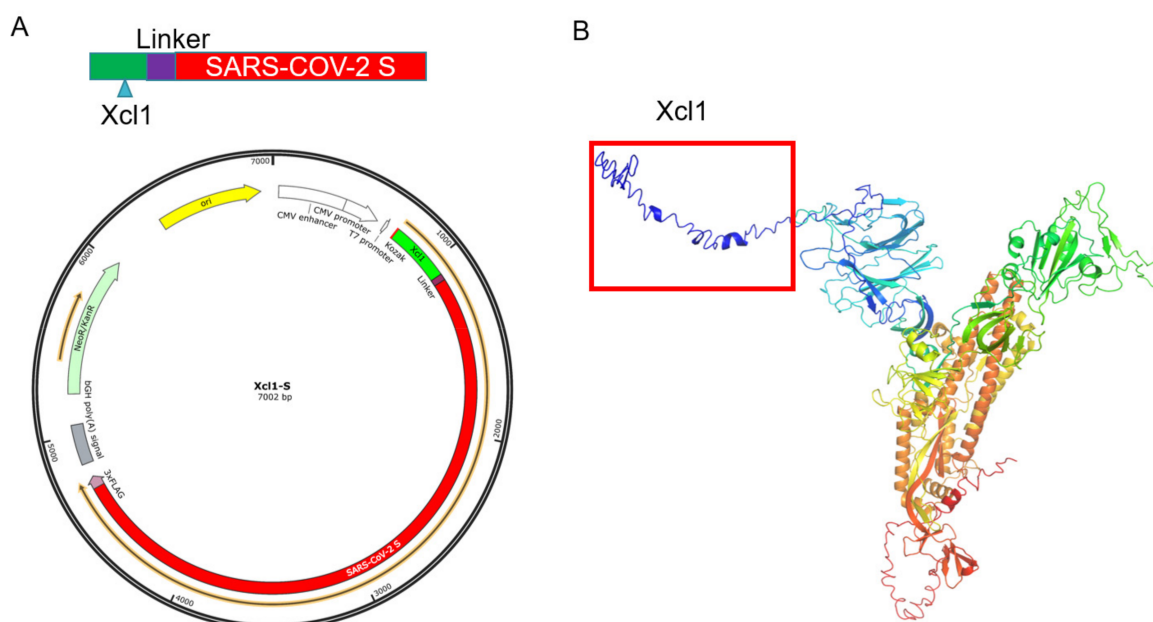 A
Linker
SARS-COV-2 S
Xcl1
7000
ori
CMV enhancer
CMV promoter
T7 promoter
Kozak
Xcl1
Linker
1000
6000
NeoR/KanR
bGH poly(A) signal
5000
3xFLAG
Xcl1-S
7002 bp
2000
SARS-CoV-2 S
3000
4000
B
Xcl1